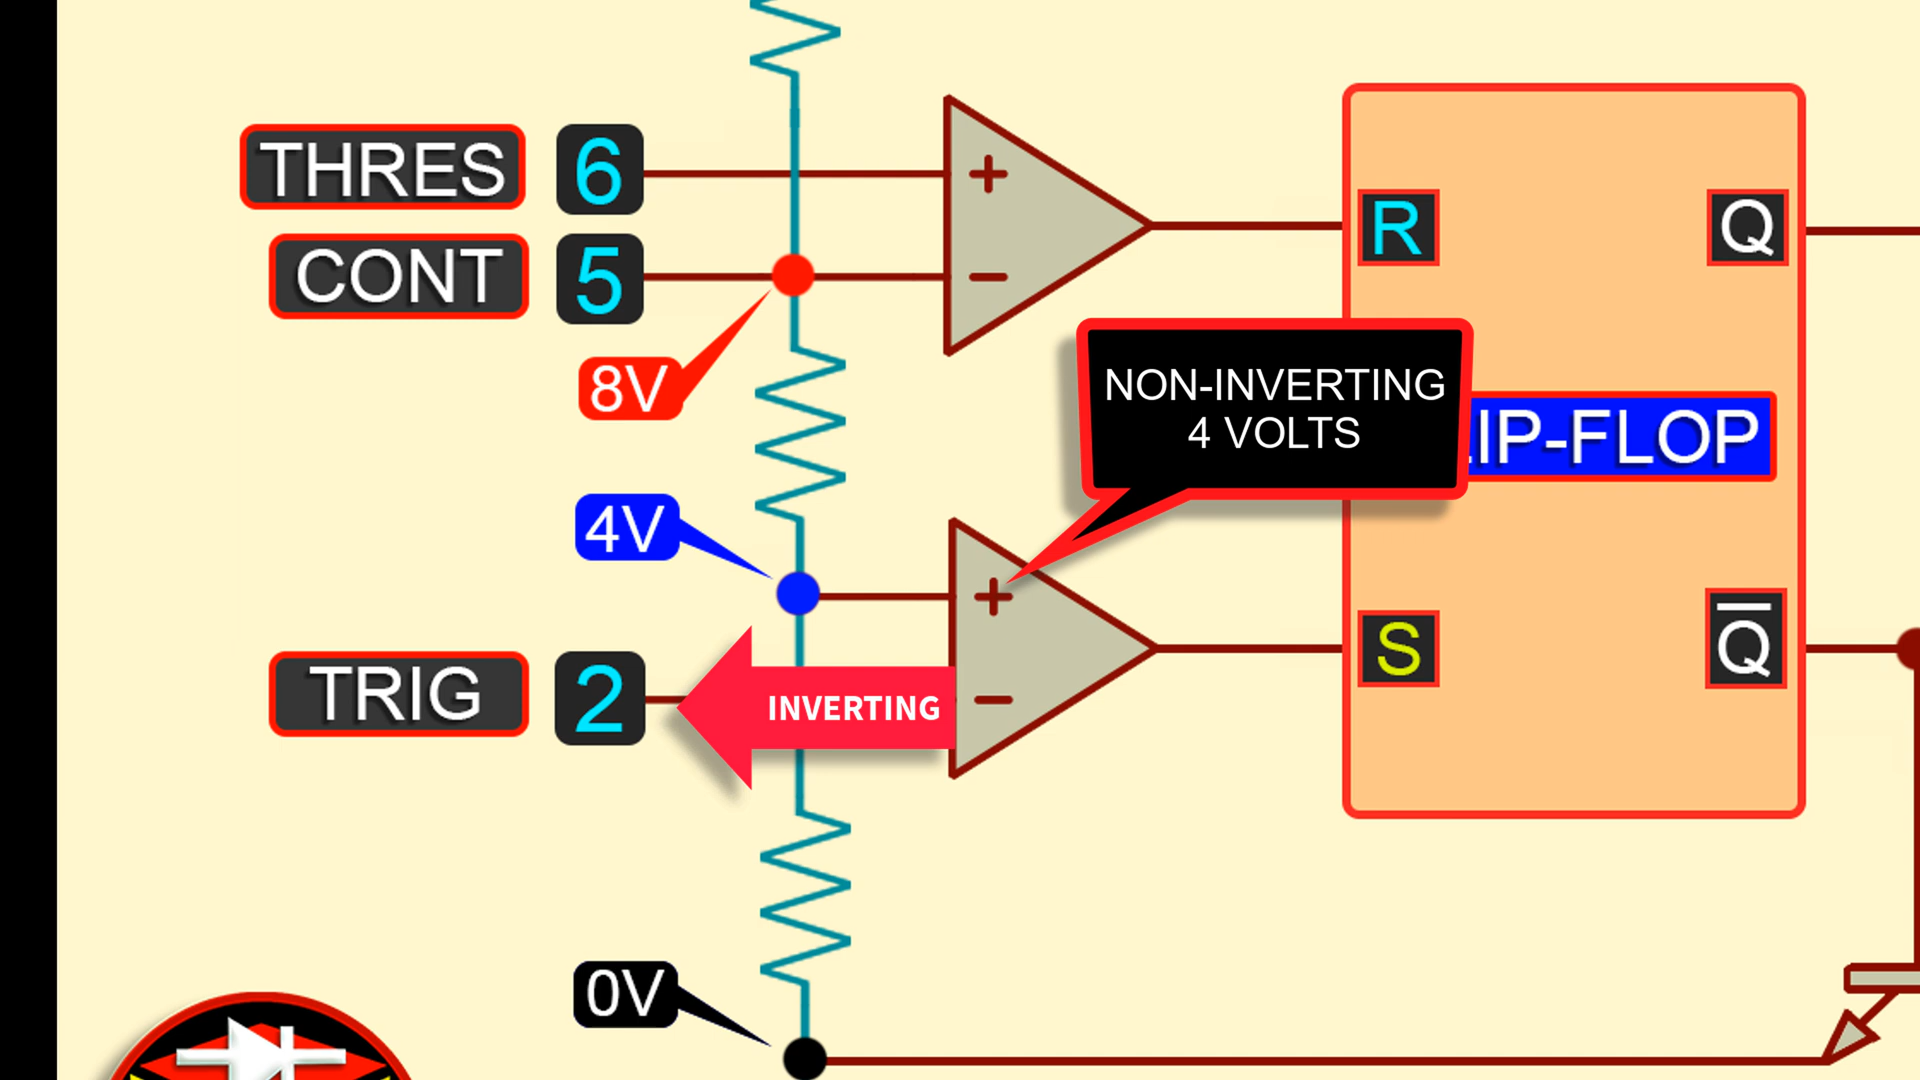 THRES 6
+
R
Q
CONT 5
−
8V
NON-INVERTING
4 VOLTS
IP-FLOP
4V
+
S
Q̅
TRIG 2
INVERTING
−
0V